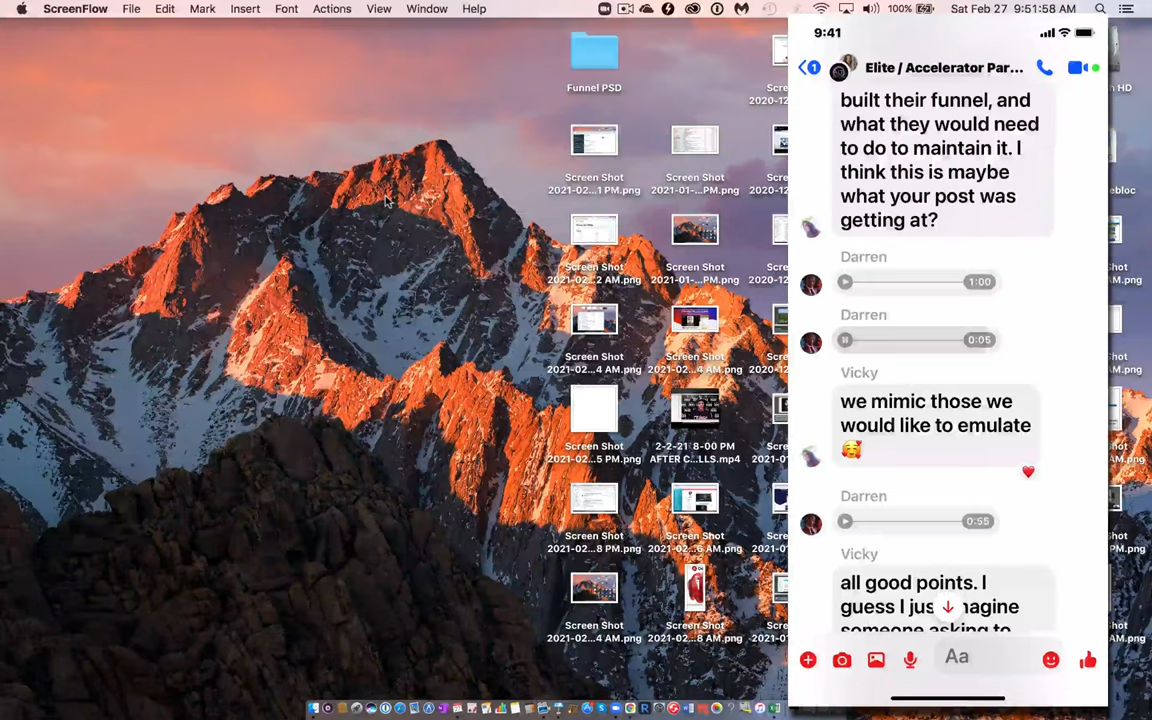 ScreenFlow File Edit Mark Insert Font Actions View Window Help
100% Sat Feb 27 9:51:58 AM
Funnel PSD
Screen Shot
2021-02...1 PM.png
Screen Shot
2021-01-...PM.png
Screen Shot
2021-02...2 AM.png
Screen Shot
2021-01-...PM.png
Screen Shot
2021-02...4 AM.png
Screen Shot
2021-02...4 AM.png
Screen Shot
2021-02...5 PM.png
2-2-21 8-00 PM
AFTER C...LLS.mp4
Screen Shot
2021-02...8 PM.png
Screen Shot
2021-02...6 AM.png
Screen Shot
2021-02...4 AM.png
Screen Shot
2021-02...8 AM.png
9:41
1 Elite / Accelerator Par...
built their funnel, and
what they would need
to do to maintain it. I
think this is maybe
what your post was
getting at?
Darren
1:00
Darren
0:05
Vicky
we mimic those we
would like to emulate
🥰
Darren
0:55
Vicky
all good points. I
guess I jus
someone asking to
Aa